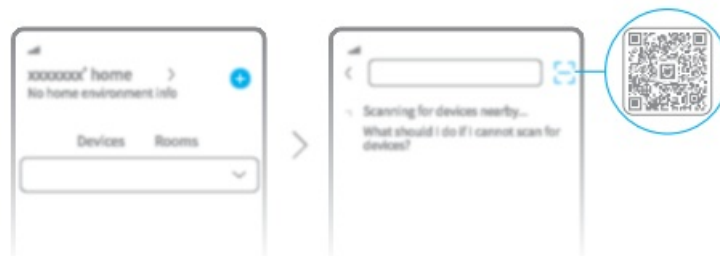 xxxxxxx' home
No home environment info
Devices Rooms
Scanning for devices nearby...
What should I do if I cannot scan for
devices?